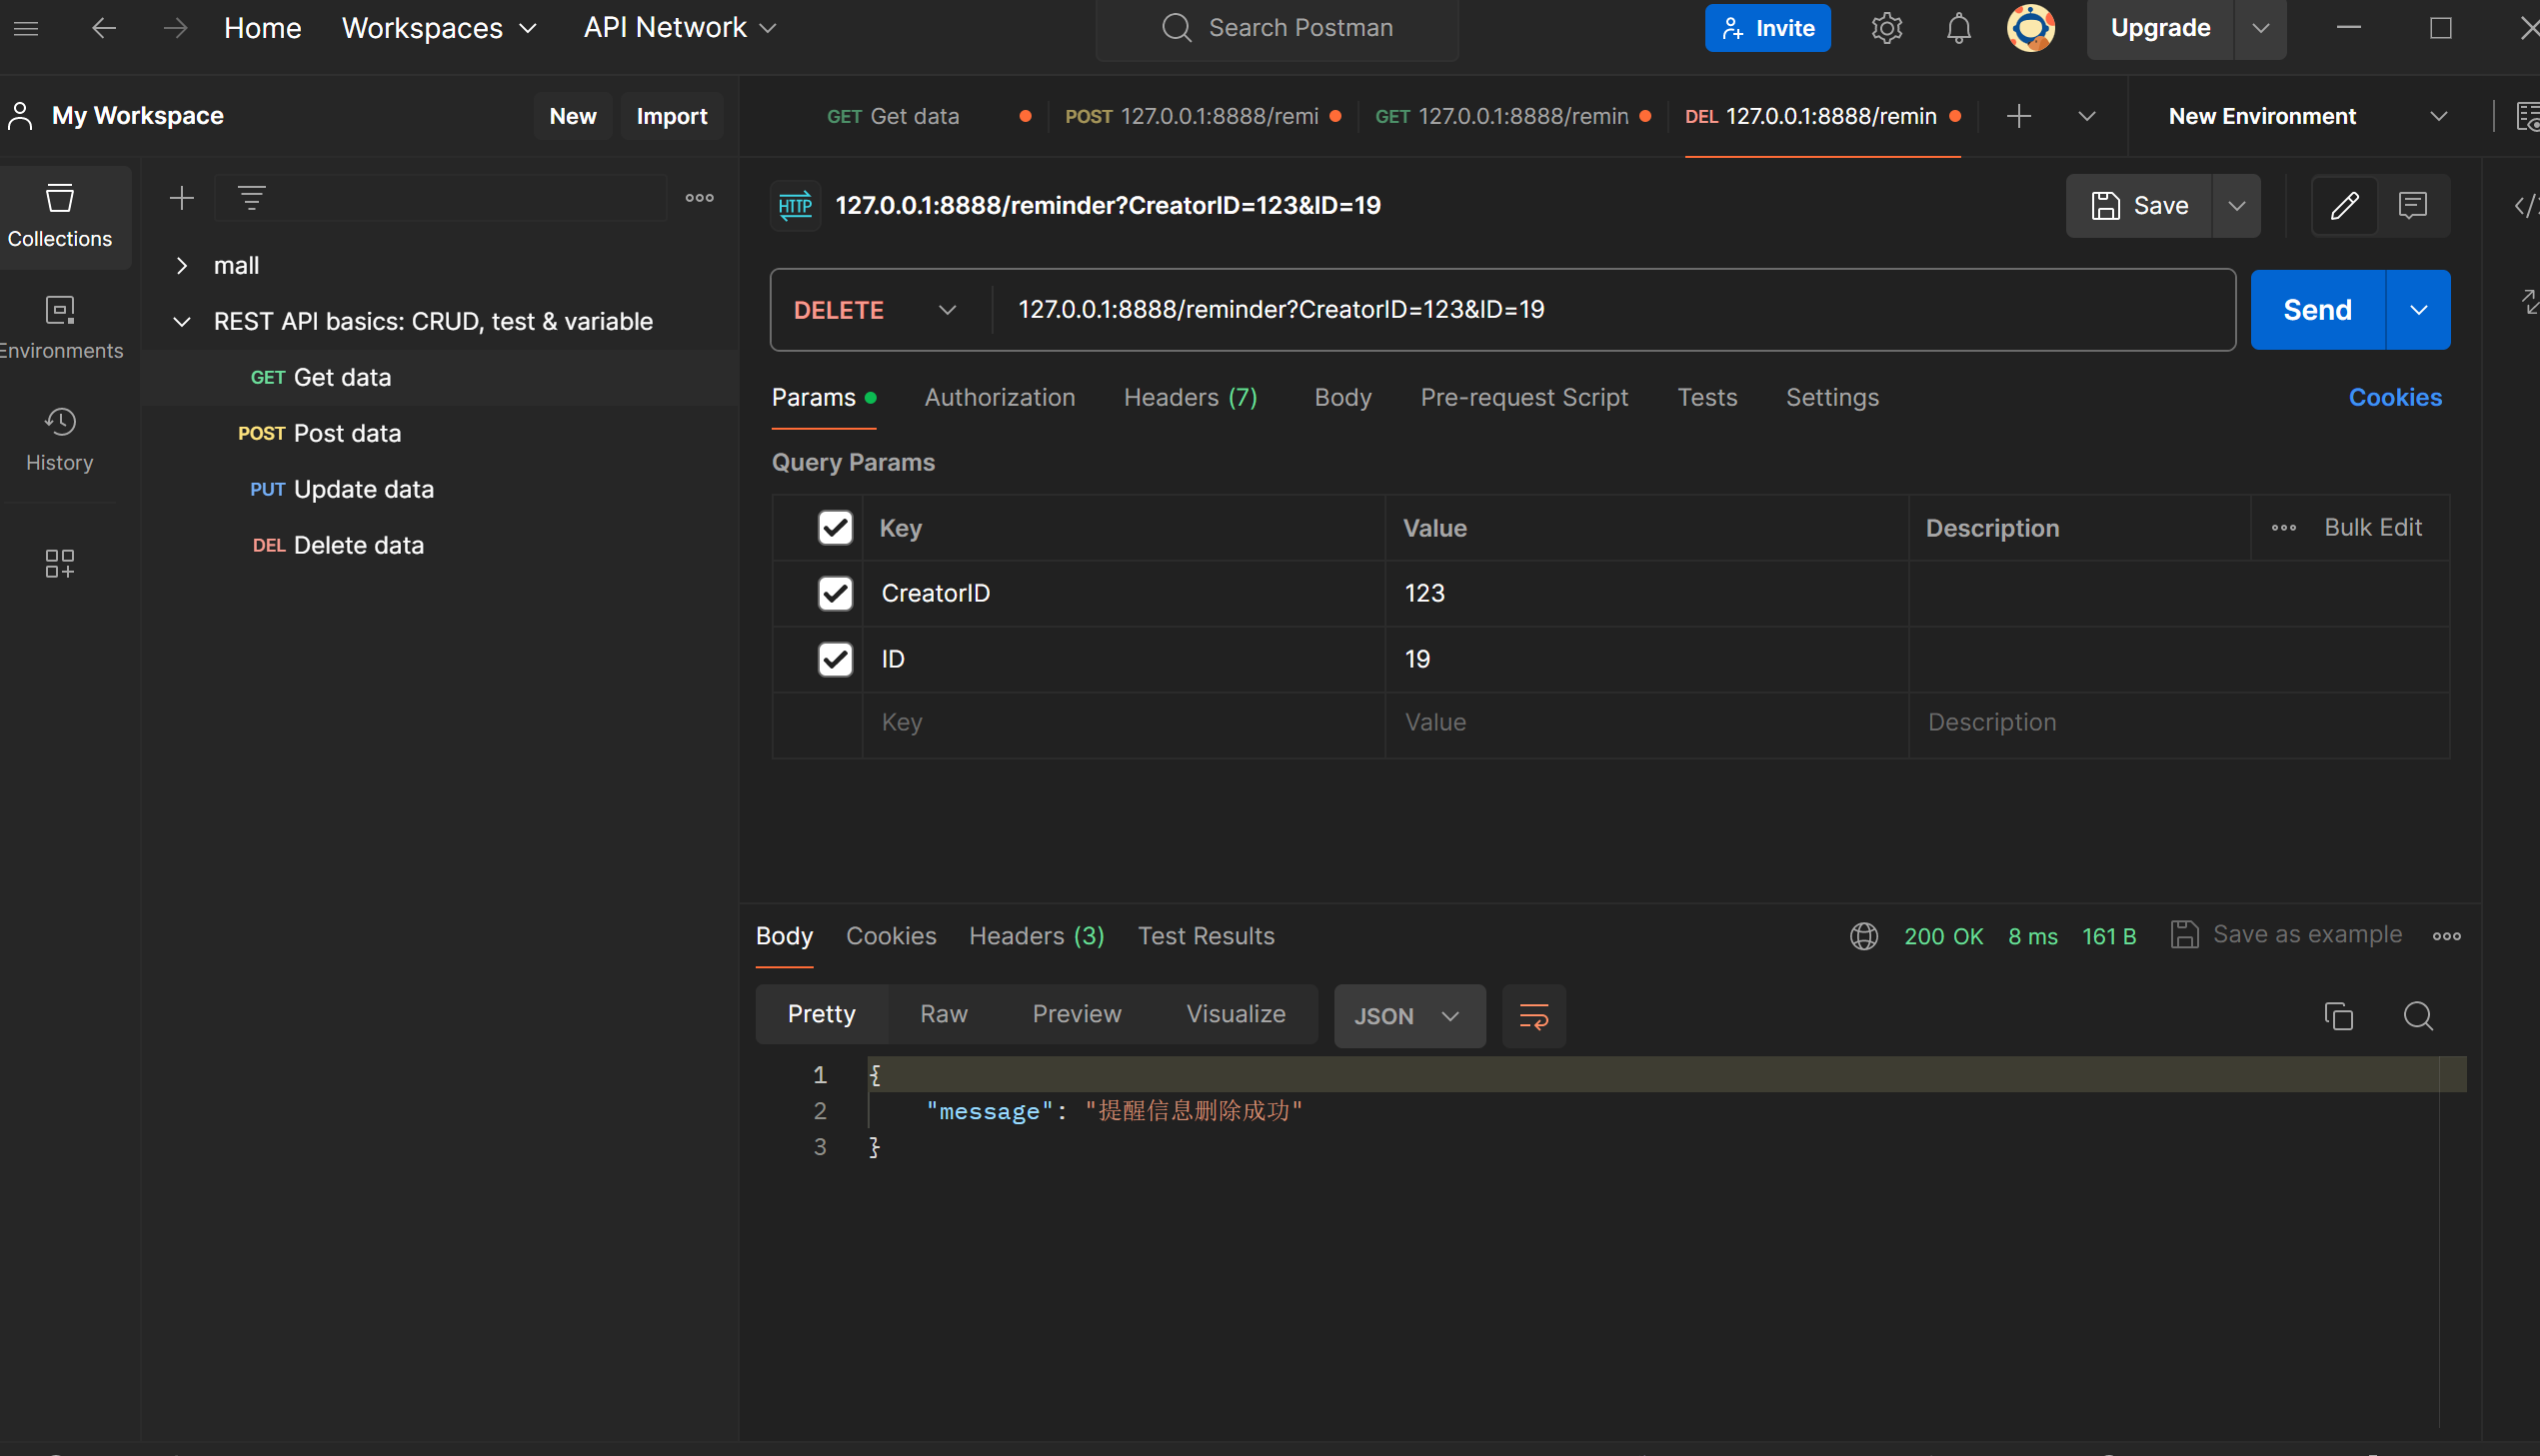 Home Workspaces API Network Search Postman Invite Upgrade
My Workspace New Import GET Get data POST 127.0.0.1:8888/remi GET 127.0.0.1:8888/remin DEL 127.0.0.1:8888/remin New Environment
Collections
Environments
History
mall
REST API basics: CRUD, test & variable
GET Get data
POST Post data
PUT Update data
DEL Delete data
HTTP 127.0.0.1:8888/reminder?CreatorID=123&ID=19 Save
DELETE 127.0.0.1:8888/reminder?CreatorID=123&ID=19 Send
Params Authorization Headers (7) Body Pre-request Script Tests Settings Cookies
Query Params
Key Value Description Bulk Edit
CreatorID 123
ID 19
Key Value Description
Body Cookies Headers (3) Test Results 200 OK 8 ms 161 B Save as example
Pretty Raw Preview Visualize JSON
1 {
2 "message": "提醒信息删除成功"
3 }